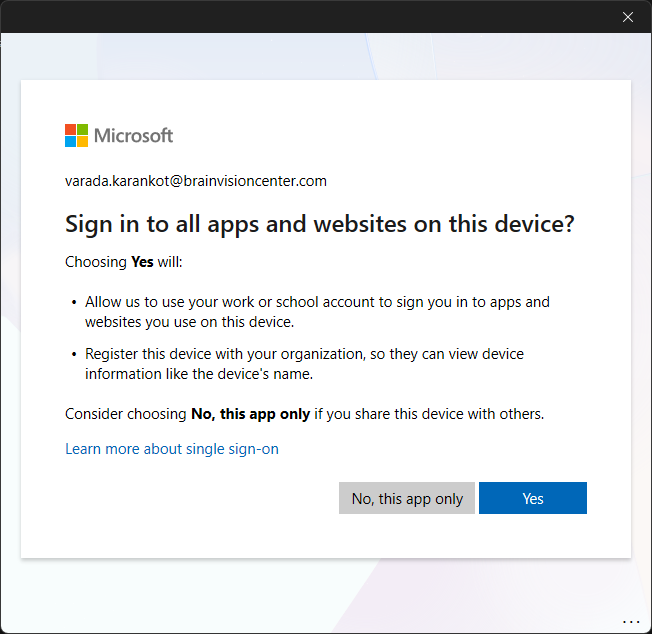 Microsoft
varada.karankot@brainvisioncenter.com
Sign in to all apps and websites on this device?
Choosing Yes will:
• Allow us to use your work or school account to sign you in to apps and
websites you use on this device.
• Register this device with your organization, so they can view device
information like the device's name.
Consider choosing No, this app only if you share this device with others.
Learn more about single sign-on
No, this app only
Yes